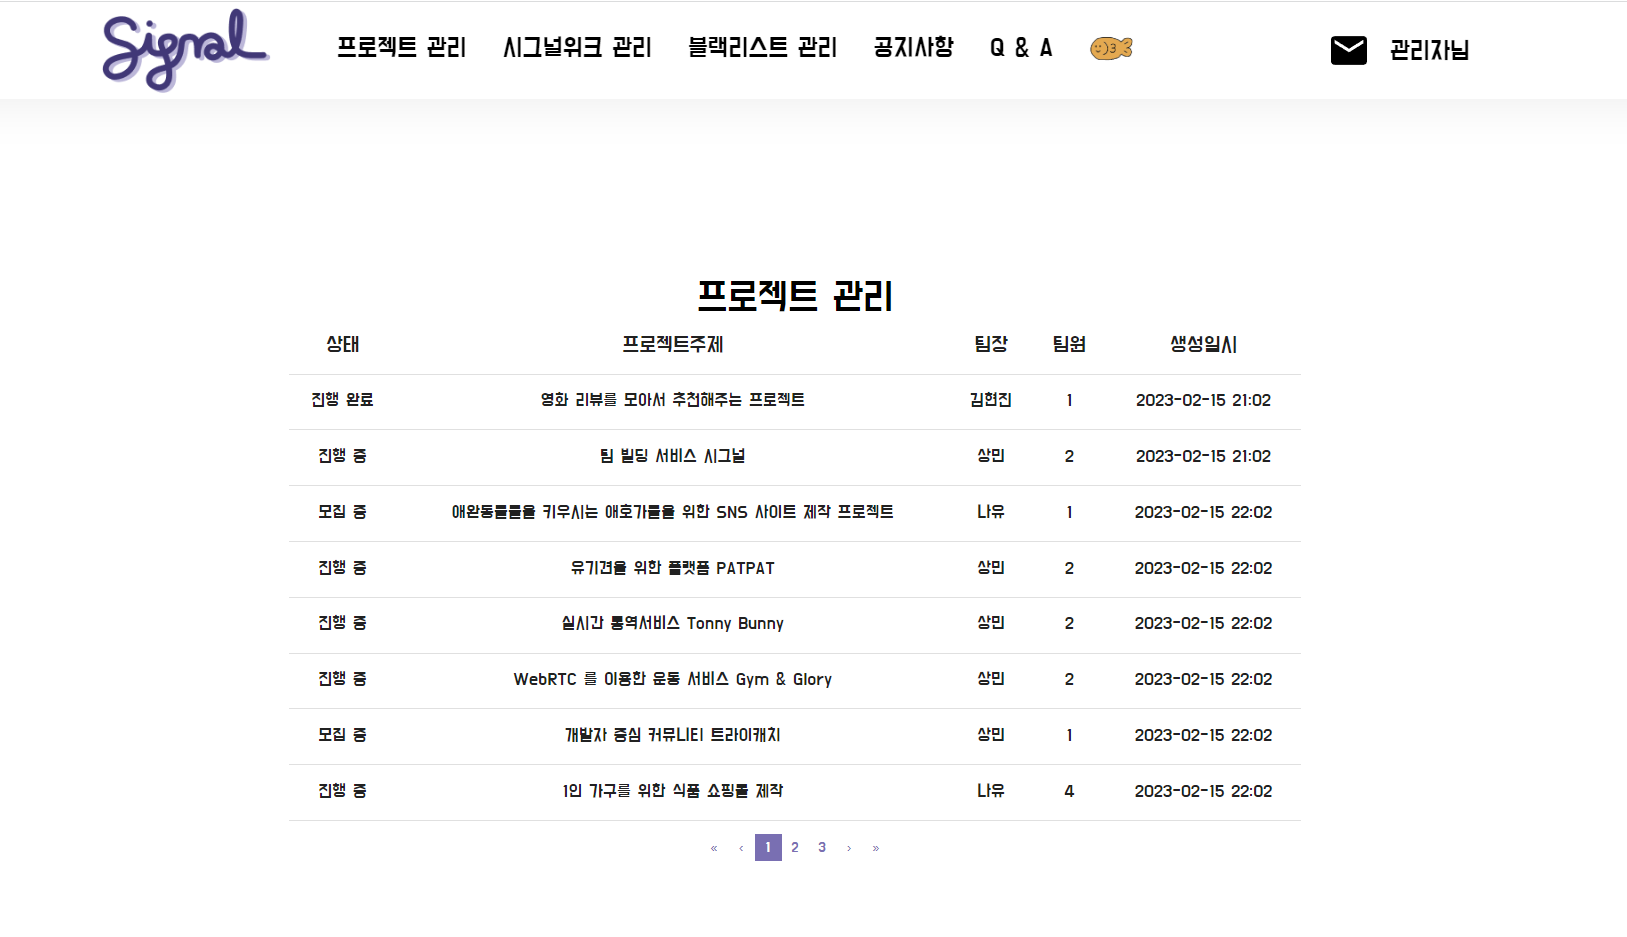 Signal 프로젝트 관리 시그널위크 관리 블랙리스트 관리 공지사항 Q & A 관리자님
프로젝트 관리
상태 프로젝트주제 팀장 팀원 생성일시
진행 완료 영화 리뷰를 모아서 추천해주는 프로젝트 김현진 1 2023-02-15 21:02
진행 중 팀 빌딩 서비스 시그널 상민 2 2023-02-15 21:02
모집 중 애완동물들을 키우시는 애호가들을 위한 SNS 사이트 제작 프로젝트 나유 1 2023-02-15 22:02
진행 중 유기견을 위한 플랫폼 PATPAT 상민 2 2023-02-15 22:02
진행 중 실시간 통역서비스 Tonny Bunny 상민 2 2023-02-15 22:02
진행 중 WebRTC 를 이용한 운동 서비스 Gym & Glory 상민 2 2023-02-15 22:02
모집 중 개발자 중심 커뮤니티 트라이캐치 상민 1 2023-02-15 22:02
진행 중 1인 가구를 위한 식품 쇼핑몰 제작 나유 4 2023-02-15 22:02
« ‹ 1 2 3 › »